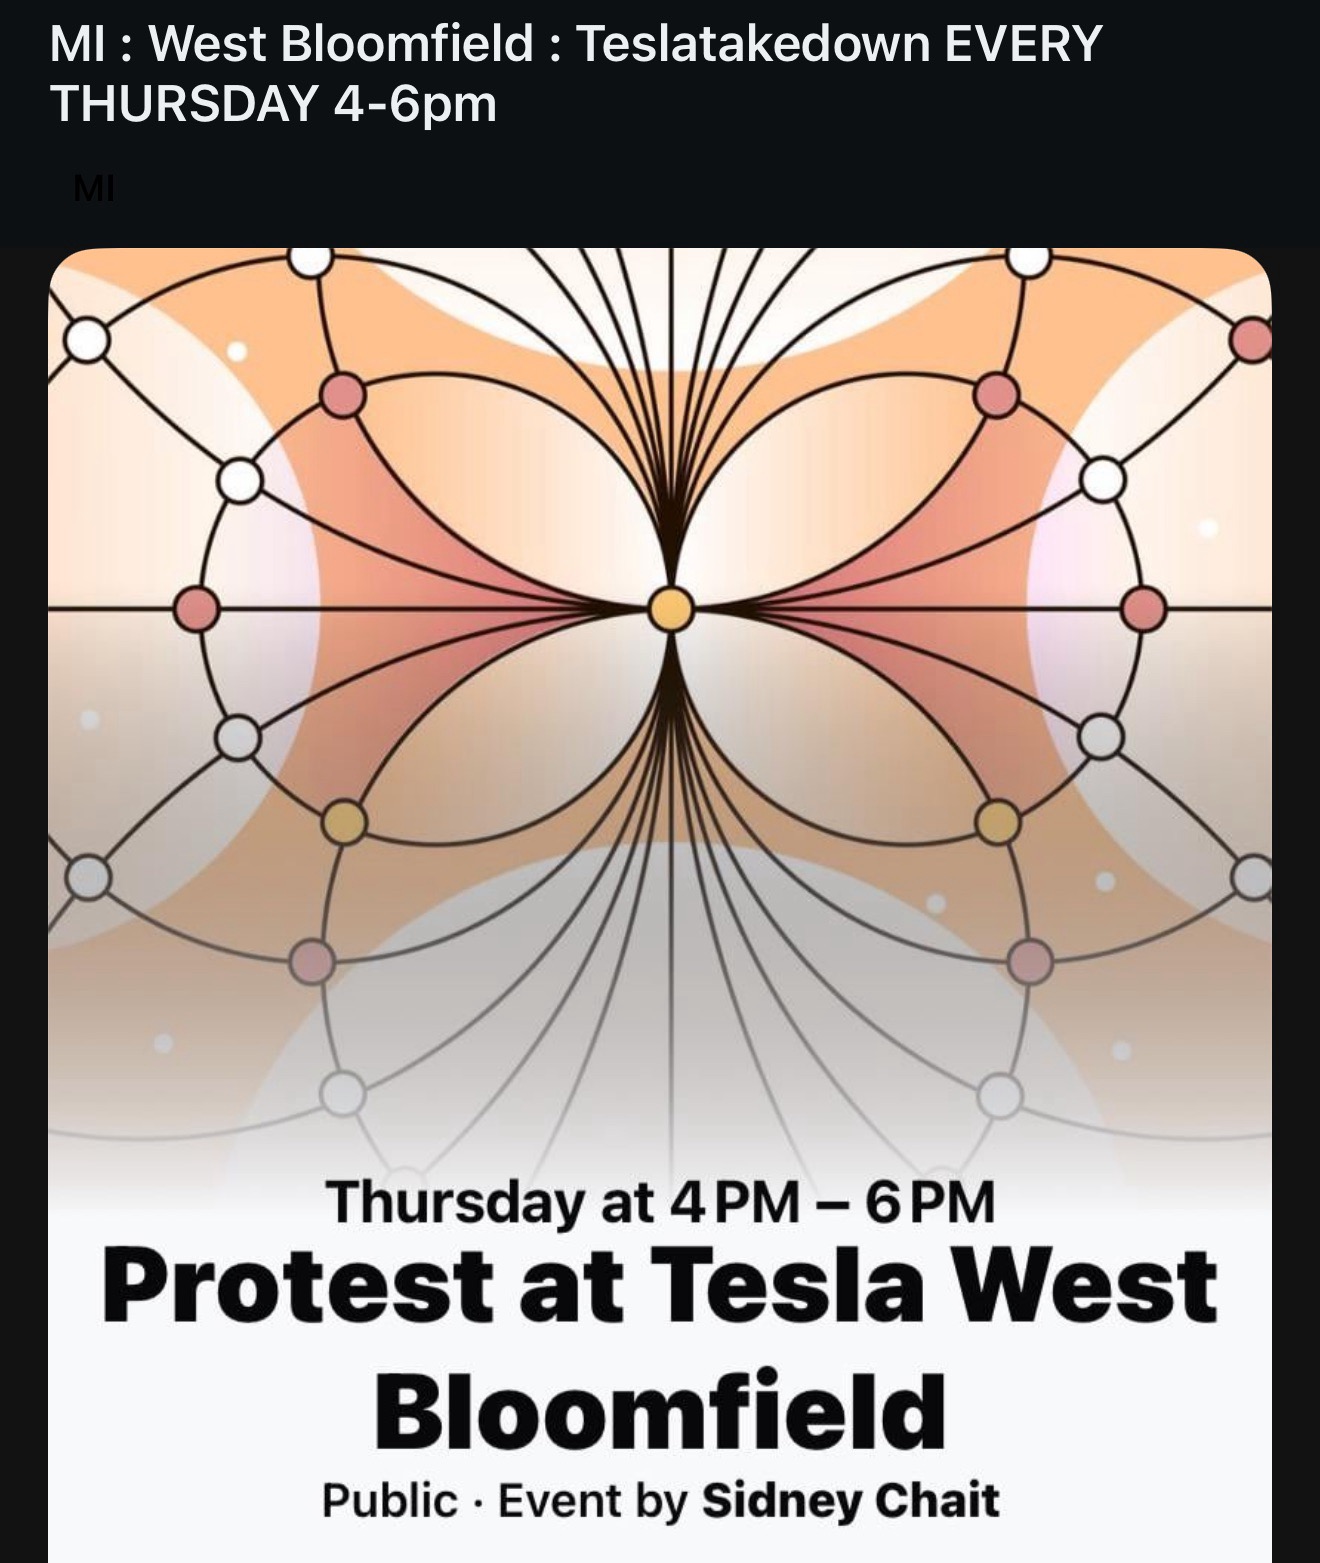 MI : West Bloomfield : Teslatakedown EVERY
THURSDAY 4-6pm
MI
Thursday at 4 PM – 6 PM
Protest at Tesla West
Bloomfield
Public · Event by Sidney Chait